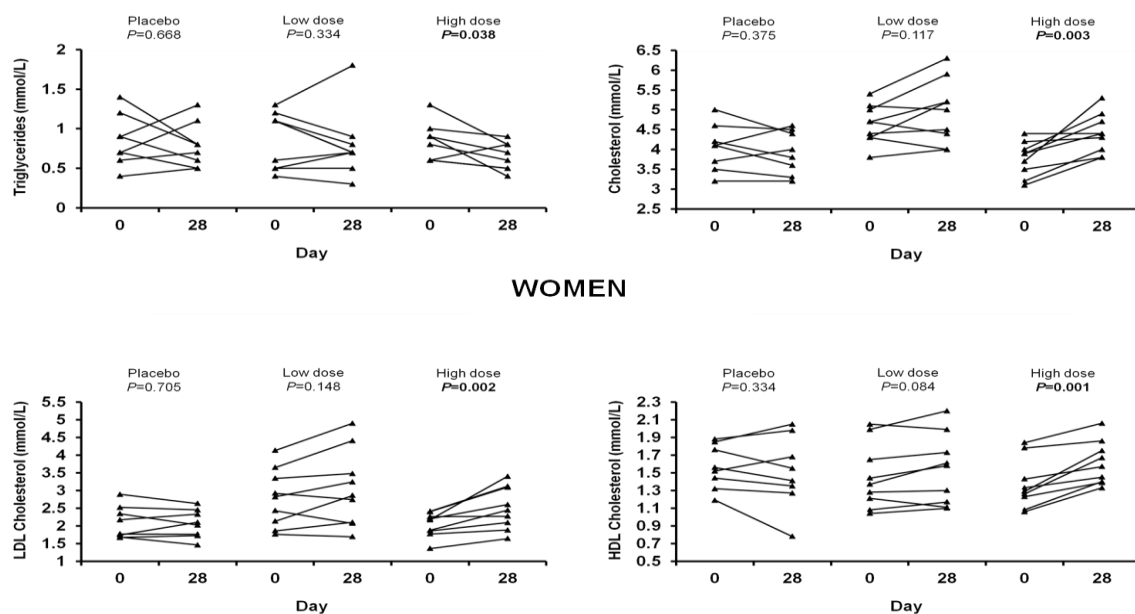 Placebo Low dose High dose
P=0.668 P=0.334 P=0.038
Triglycerides (mmol/L)
2
1.5
1
0.5
0
0 28 0 28 0 28
Day
Placebo Low dose High dose
P=0.375 P=0.117 P=0.003
Cholesterol (mmol/L)
6.5
6
5.5
5
4.5
4
3.5
3
2.5
0 28 0 28 0 28
Day
WOMEN
Placebo Low dose High dose
P=0.705 P=0.148 P=0.002
LDL Cholesterol (mmol/L)
5.5
5
4.5
4
3.5
3
2.5
2
1.5
1
0 28 0 28 0 28
Day
Placebo Low dose High dose
P=0.334 P=0.084 P=0.001
HDL Cholesterol (mmol/L)
2.3
2.1
1.9
1.7
1.5
1.3
1.1
0.9
0.7
0.5
0 28 0 28 0 28
Day